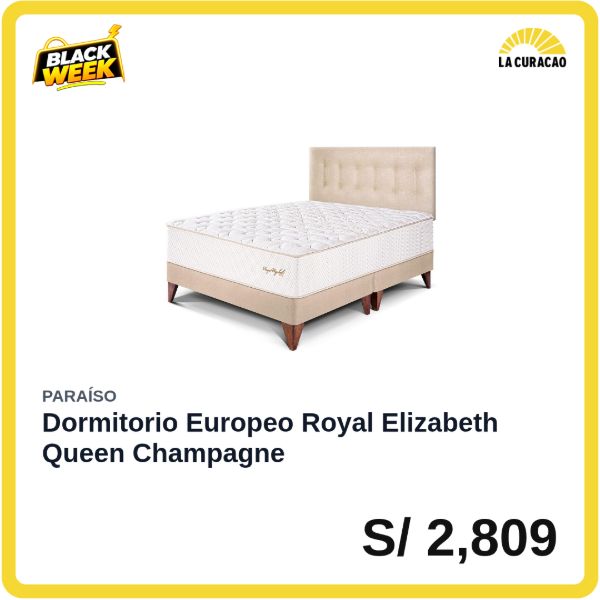 BLACK
WEEK
LA CURACAO
PARAÍSO
Dormitorio Europeo Royal Elizabeth
Queen Champagne
S/ 2,809